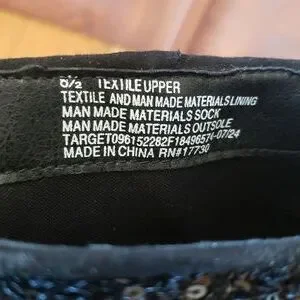 6½ TEXTILE UPPER
TEXTILE AND MAN MADE MATERIALS LINING
MAN MADE MATERIALS SOCK
MAN MADE MATERIALS OUTSOLE
TARGET096152282F18496574-07/24
MADE IN CHINA RN#17730